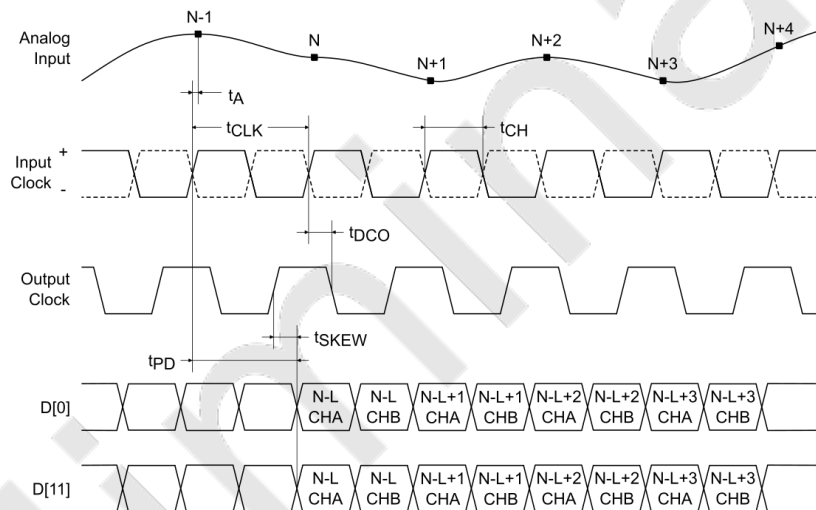 N-1
N
N+1
N+2
N+3
N+4
Analog
Input
tA
tCLK
tCH
Input
Clock
+
-
tDCO
Output
Clock
tSKEW
tPD
D[0]
N-L N-L N-L+1 N-L+1 N-L+2 N-L+2 N-L+3 N-L+3
CHA CHB CHA CHB CHA CHB CHA CHB
D[11]
N-L N-L N-L+1 N-L+1 N-L+2 N-L+2 N-L+3 N-L+3
CHA CHB CHA CHB CHA CHB CHA CHB